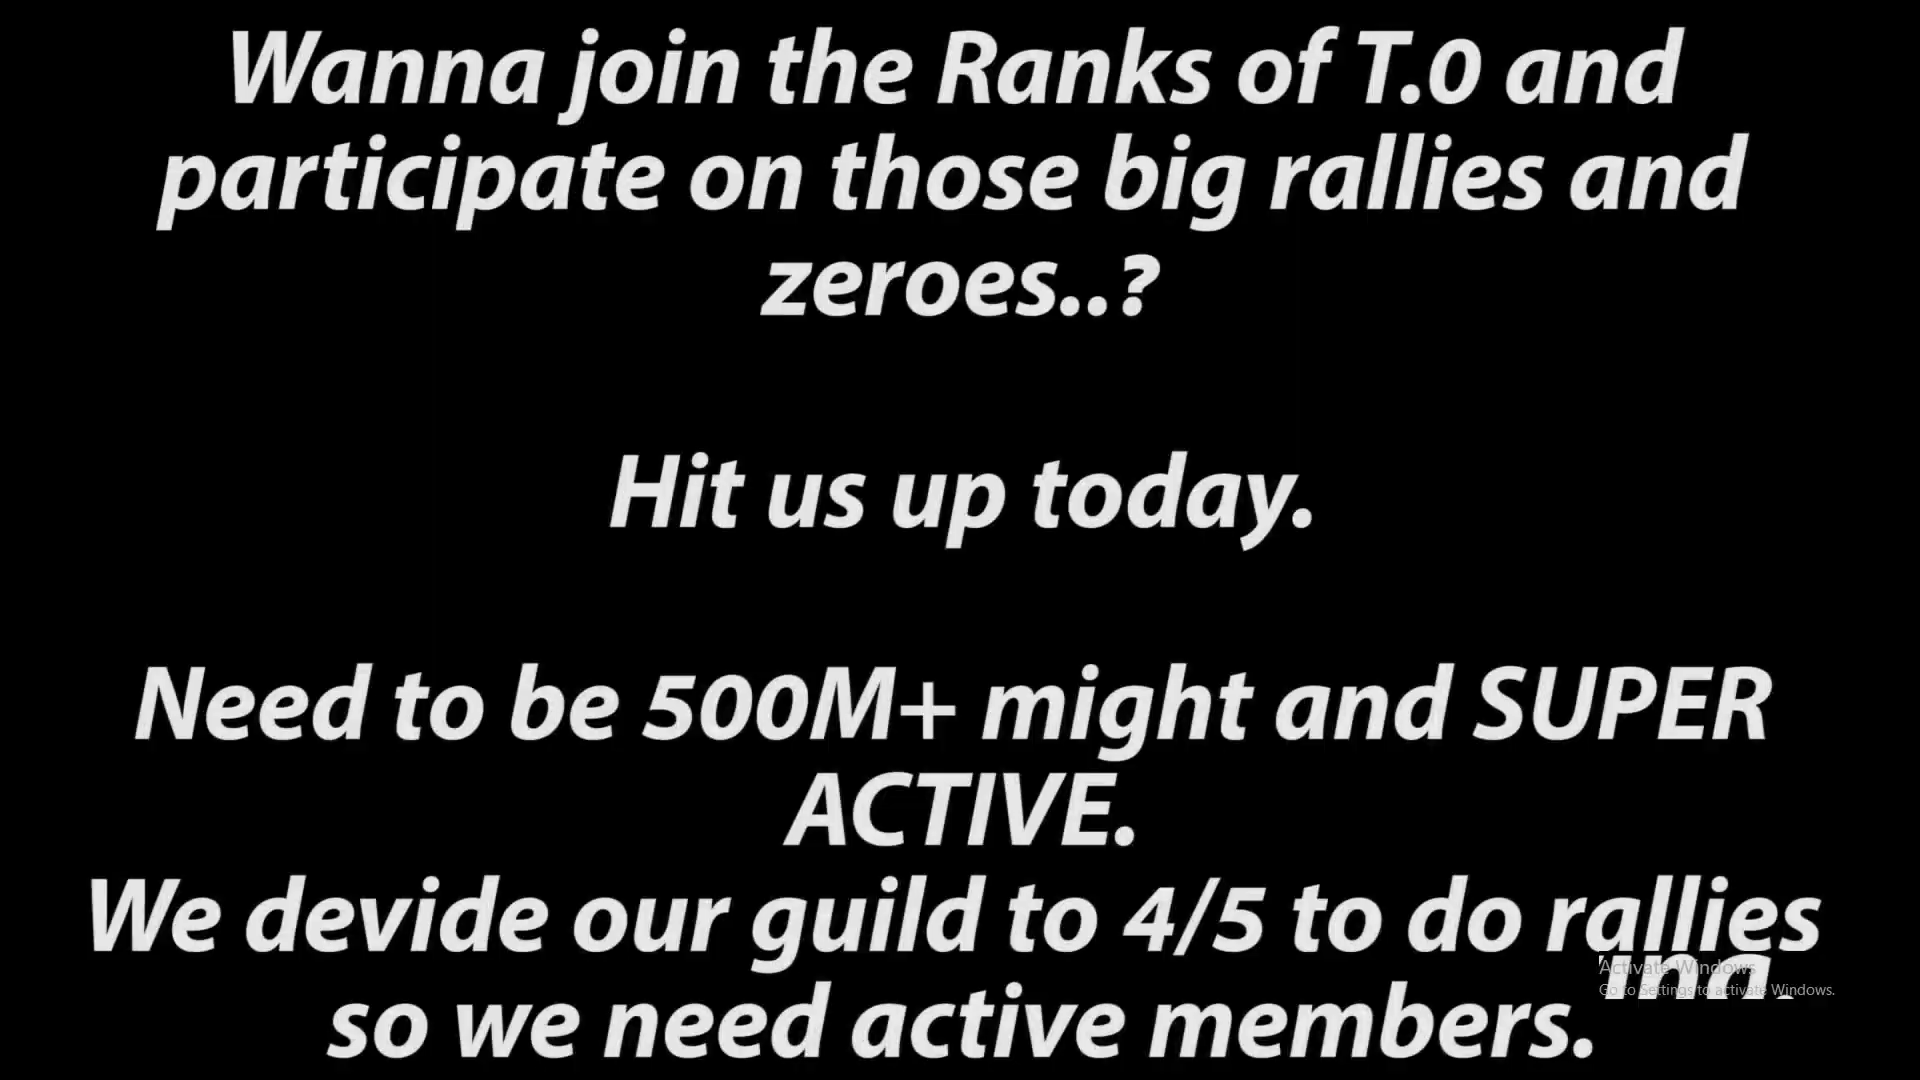 Wanna join the Ranks of T.0 and
participate on those big rallies and
zeroes..?
Hit us up today.
Need to be 500M+ might and SUPER
ACTIVE.
We devide our guild to 4/5 to do rallies
so we need active members.
Activate Windows
Go to Settings to activate Windows.